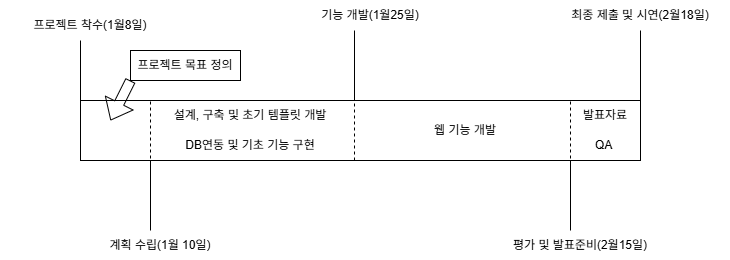 프로젝트 착수(1월8일)
기능 개발(1월25일)
최종 제출 및 시연(2월18일)
프로젝트 목표 정의
설계, 구축 및 초기 템플릿 개발
DB연동 및 기초 기능 구현
웹 기능 개발
발표자료
QA
계획 수립(1월 10일)
평가 및 발표준비(2월15일)